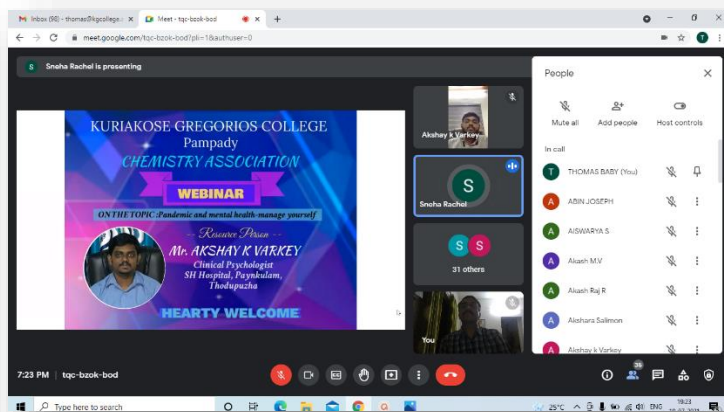 Inbox (98) - thomas@kgcollege.
Meet - tqc-bzok-bod
meet.google.com/tqc-bzok-bod?pli=1&authuser=0
S Sneha Rachel is presenting
KURIAKOSE GREGORIOS COLLEGE
Pampady
CHEMISTRY ASSOCIATION
WEBINAR
ON THE TOPIC :Pandemic and mental health-manage yourself
Resource Person
Mr. AKSHAY K VARKEY
Clinical Psychologist
SH Hospital, Paynkulam,
Thodupuzha
HEARTY WELCOME
Akshay k Varkey
S
Sneha Rachel
S S
31 others
You
People
Mute all Add people Host controls
In call
T THOMAS BABY (You)
A ABIN JOSEPH
A AISWARYA S
A Akash M.V
A Akash Raj R
A Akshara Salimon
A Akshay k Varkey
7:23 PM | tqc-bzok-bod
Type here to search
25°C
ENG
19:23